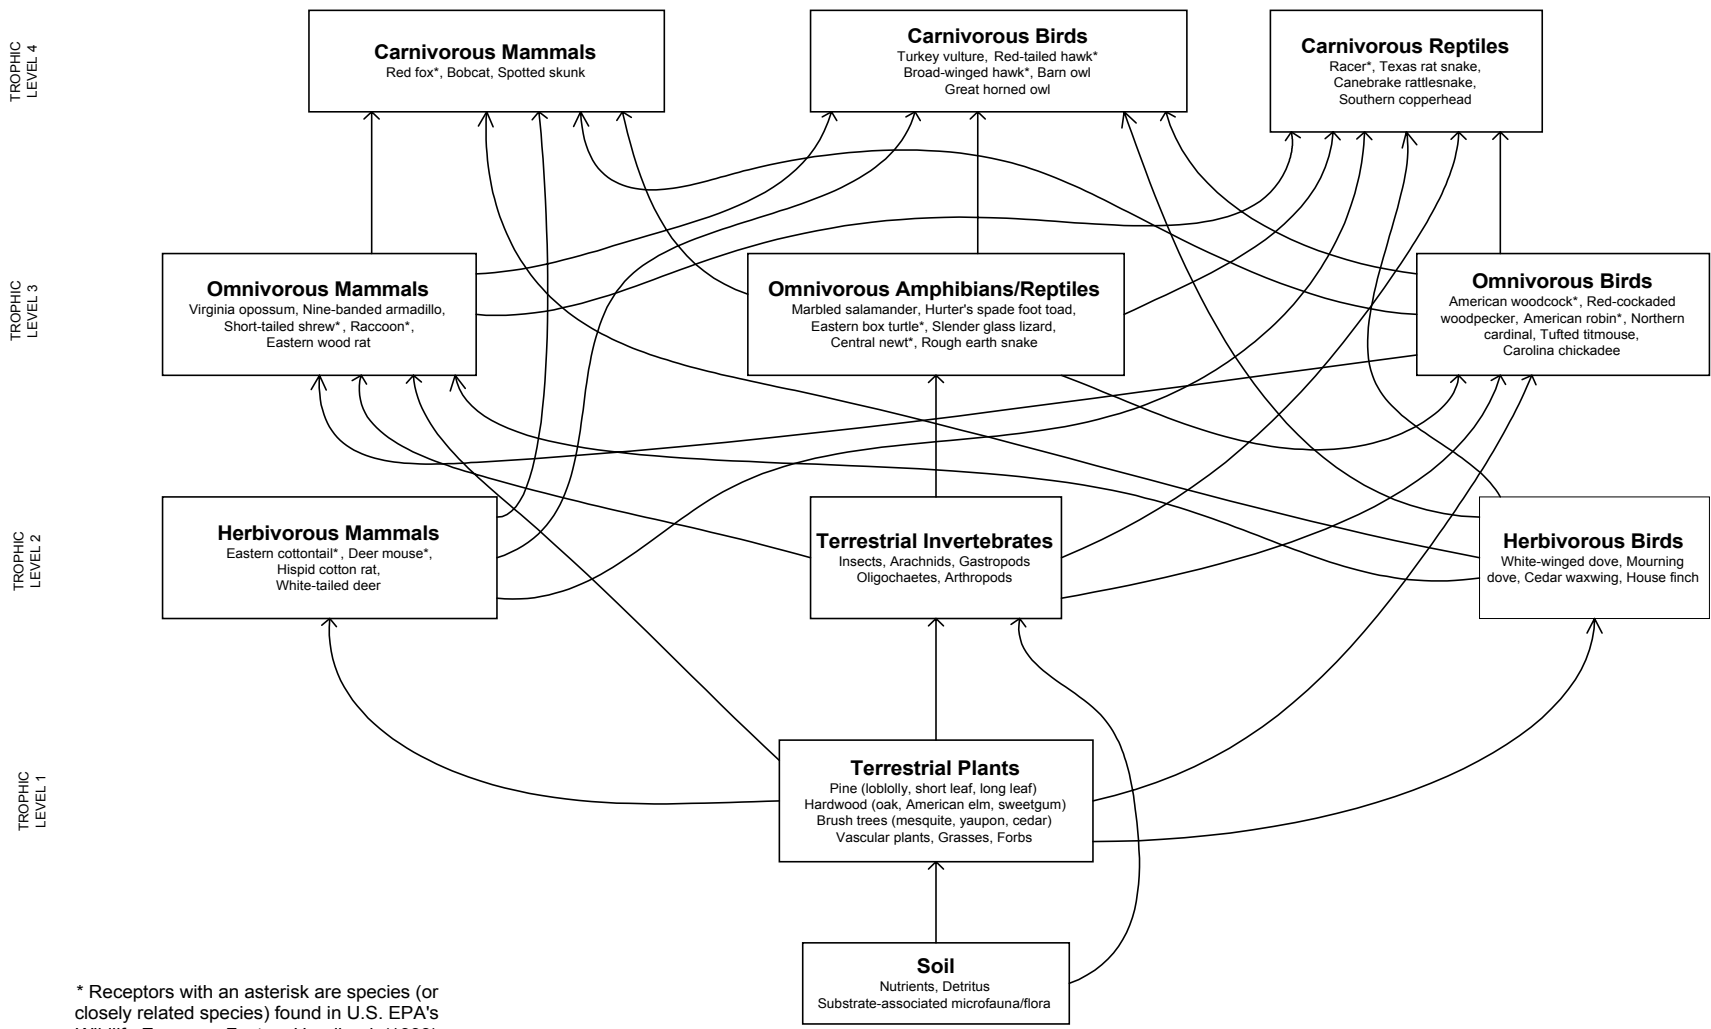 TROPHIC
LEVEL 4
Carnivorous Mammals
Red fox*, Bobcat, Spotted skunk
Carnivorous Birds
Turkey vulture, Red-tailed hawk*
Broad-winged hawk*, Barn owl
Great horned owl
Carnivorous Reptiles
Racer*, Texas rat snake,
Canebrake rattlesnake,
Southern copperhead
TROPHIC
LEVEL 3
Omnivorous Mammals
Virginia opossum, Nine-banded armadillo,
Short-tailed shrew*, Raccoon*,
Eastern wood rat
Omnivorous Amphibians/Reptiles
Marbled salamander, Hurter's spade foot toad,
Eastern box turtle*, Slender glass lizard,
Central newt*, Rough earth snake
Omnivorous Birds
American woodcock*, Red-cockaded
woodpecker, American robin*, Northern
cardinal, Tufted titmouse,
Carolina chickadee
TROPHIC
LEVEL 2
Herbivorous Mammals
Eastern cottontail*, Deer mouse*,
Hispid cotton rat,
White-tailed deer
Terrestrial Invertebrates
Insects, Arachnids, Gastropods
Oligochaetes, Arthropods
Herbivorous Birds
White-winged dove, Mourning
dove, Cedar waxwing, House finch
TROPHIC
LEVEL 1
Terrestrial Plants
Pine (loblolly, short leaf, long leaf)
Hardwood (oak, American elm, sweetgum)
Brush trees (mesquite, yaupon, cedar)
Vascular plants, Grasses, Forbs
Soil
Nutrients, Detritus
Substrate-associated microfauna/flora
* Receptors with an asterisk are species (or
closely related species) found in U.S. EPA's